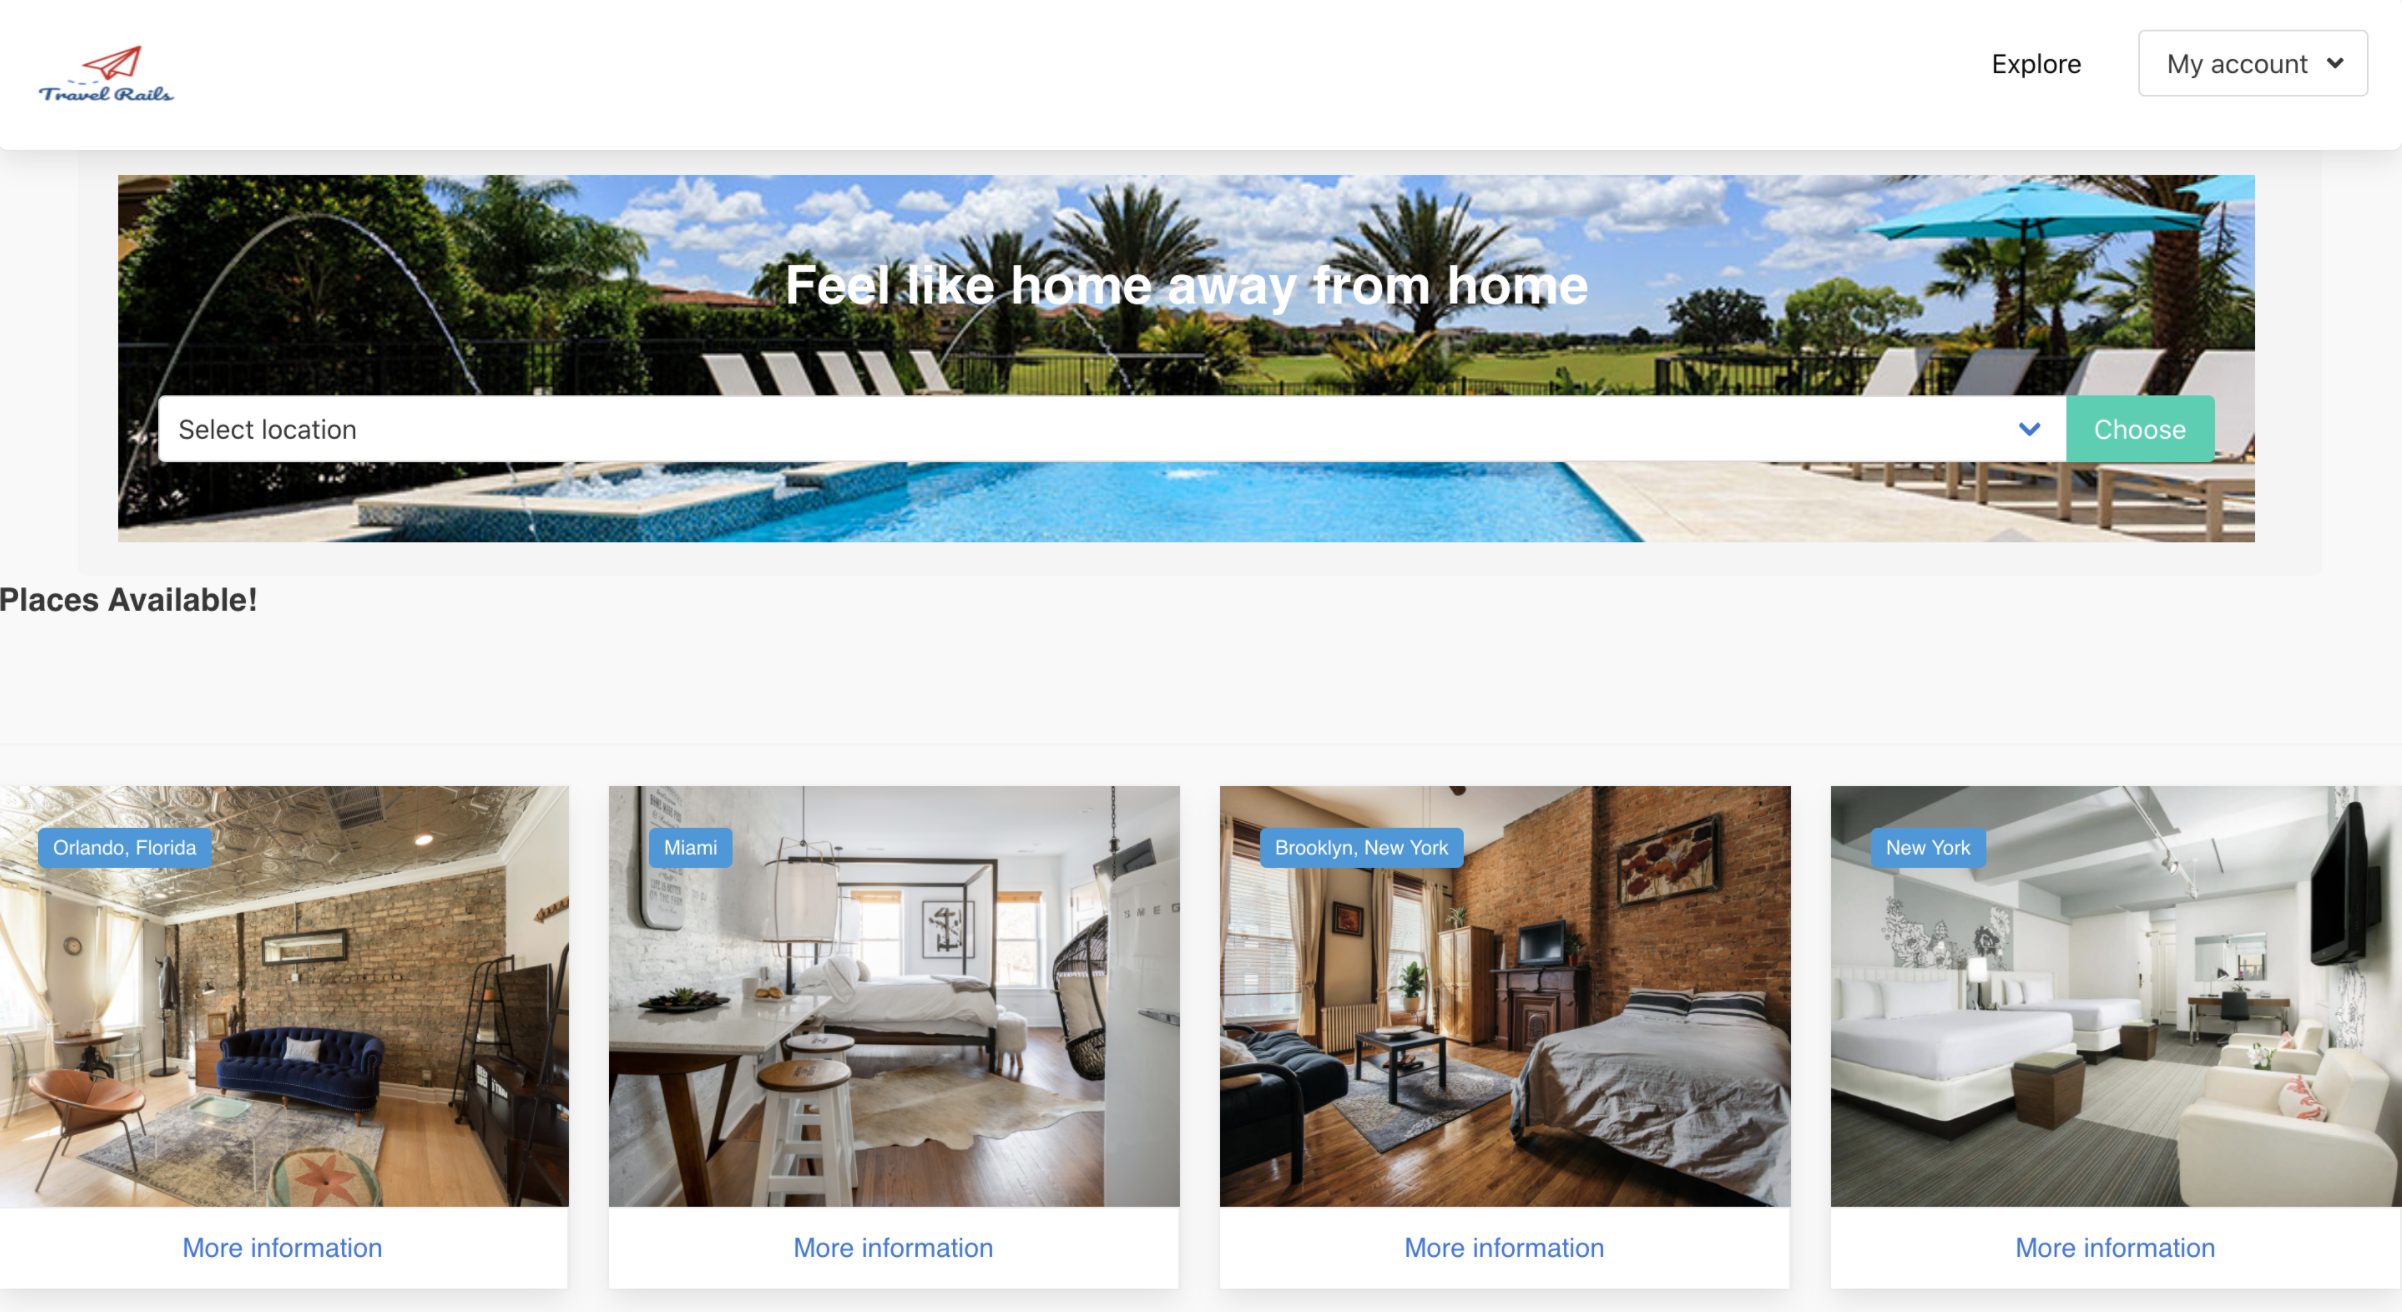 Travel Rails
Explore
My account
Feel like home away from home
Select location
Choose
Places Available!
Orlando, Florida
Miami
Brooklyn, New York
New York
SMEG
More information
More information
More information
More information